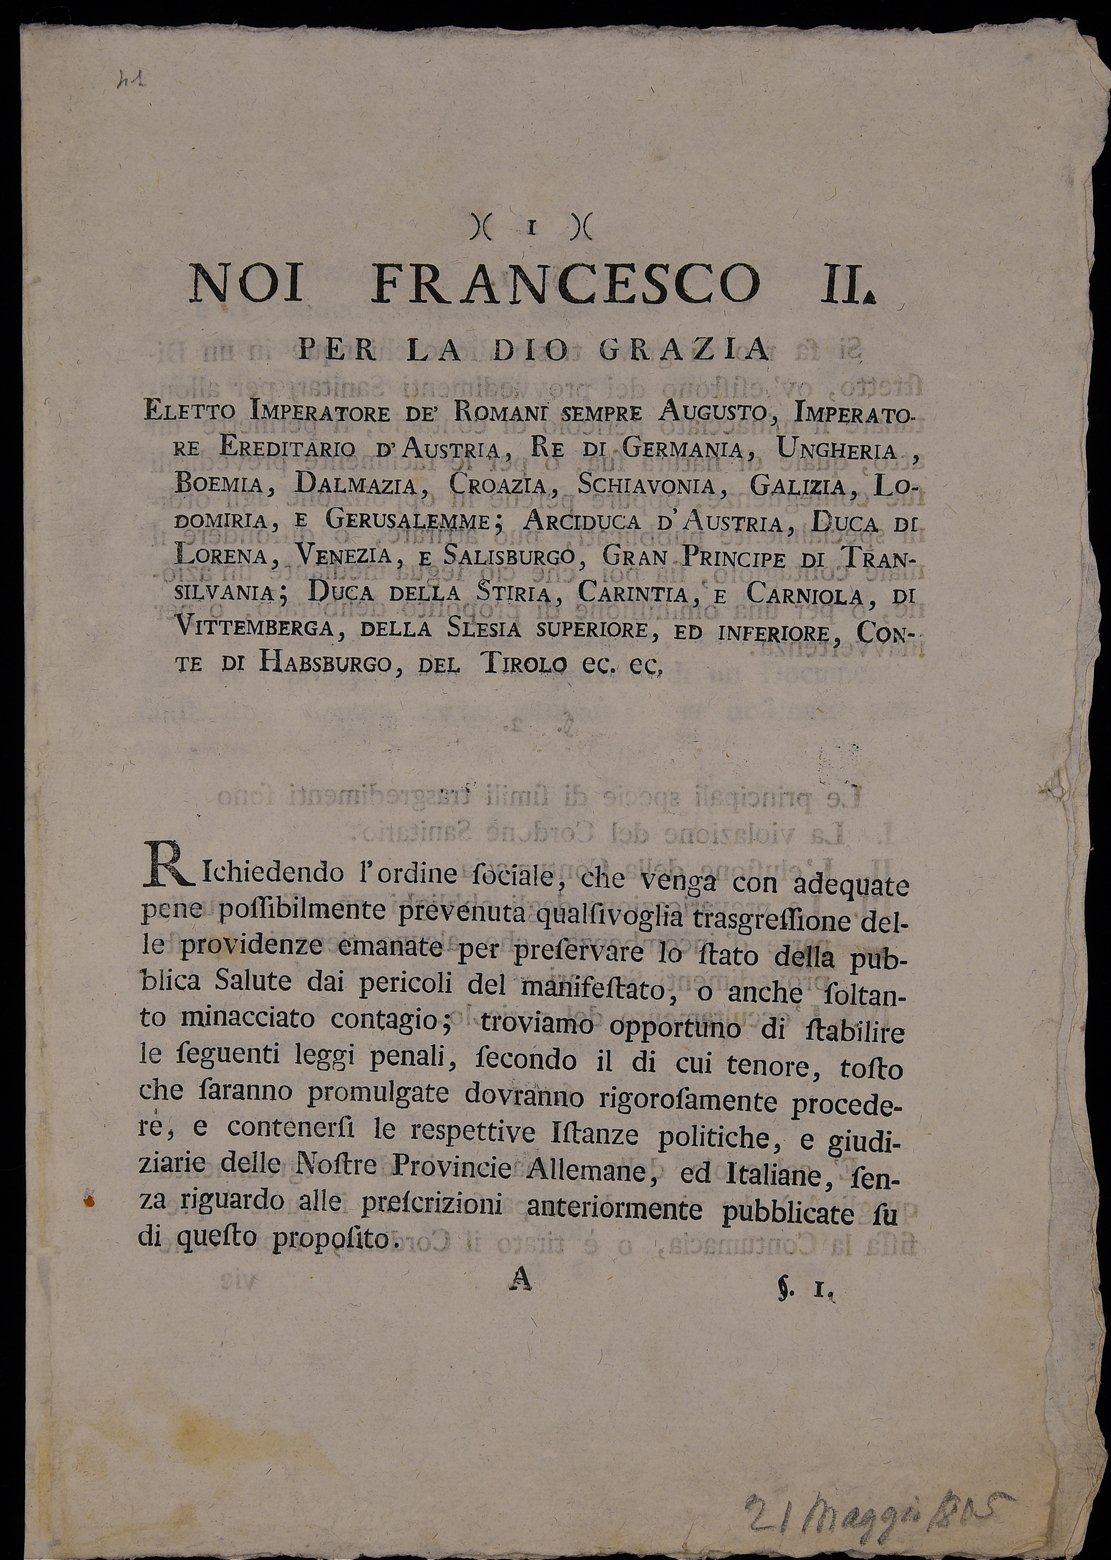 41
)( 1 )(
NOI FRANCESCO II.
PER LA DIO GRAZIA
ELETTO IMPERATORE DE' ROMANI SEMPRE AUGUSTO, IMPERATO-
RE EREDITARIO D'AUSTRIA, RE DI GERMANIA, UNGHERIA,
BOEMIA, DALMAZIA, CROAZIA, SCHIAVONIA, GALIZIA, LO-
DOMIRIA, E GERUSALEMME; ARCIDUCA D'AUSTRIA, DUCA DI
LORENA, VENEZIA, E SALISBURGO, GRAN PRINCIPE DI TRAN-
SILVANIA; DUCA DELLA STIRIA, CARINTIA, E CARNIOLA, DI
VITTEMBERGA, DELLA SLESIA SUPERIORE, ED INFERIORE, CON-
TE DI HABSBURGO, DEL TIROLO ec. ec.
RIchiedendo l'ordine ſociale, che venga con adequate
pene poſſibilmente prevenuta qualſivoglia trasgreſſione del-
le providenze emanate per preſervare lo ſtato della pub-
blica Salute dai pericoli del manifeſtato, o anche ſoltan-
to minacciato contagio; troviamo opportuno di ſtabilire
le ſeguenti leggi penali, ſecondo il di cui tenore, toſto
che ſaranno promulgate dovranno rigoroſamente procede-
re, e contenerſi le respettive Iſtanze politiche, e giudi-
ziarie delle Noſtre Provincie Allemane, ed Italiane, ſen-
za riguardo alle preſcrizioni anteriormente pubblicate ſu
di queſto propoſito.
A §. 1.
21 Maggio 1805